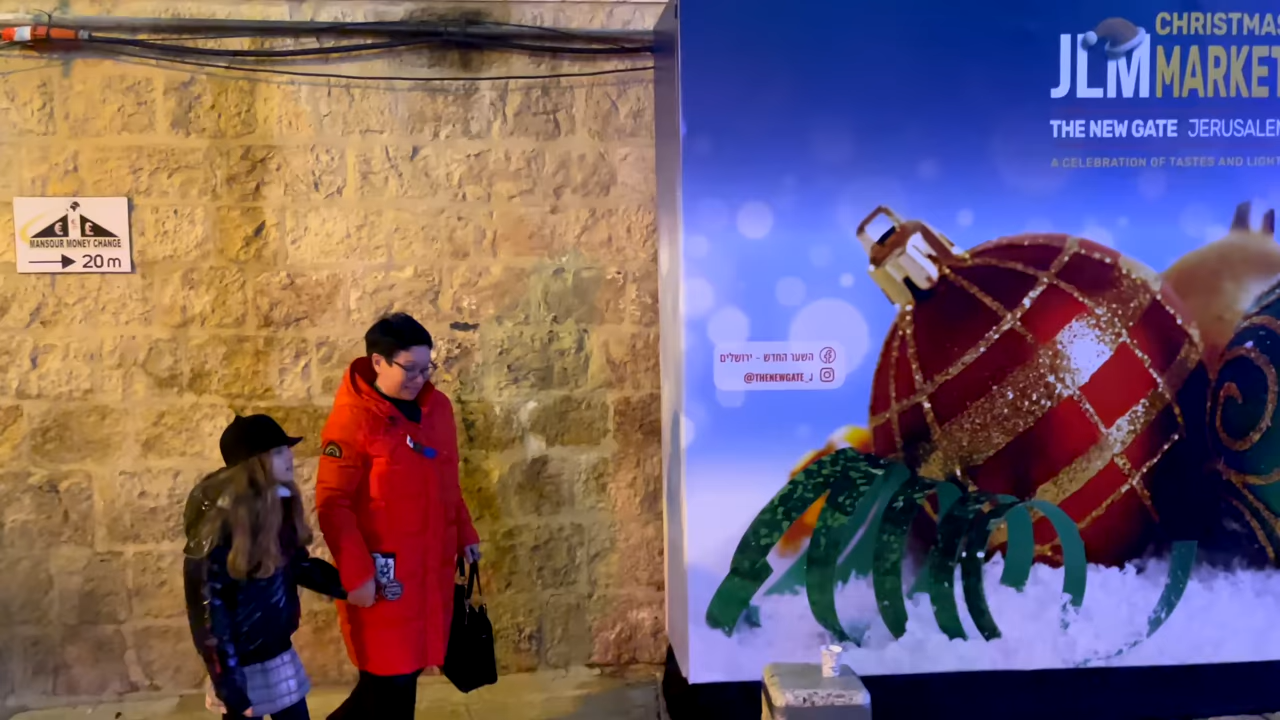 € $ £
MANSOUR MONEY CHANGE
20m
JLM
CHRISTMAS
MARKET
THE NEW GATE JERUSALEM
A CELEBRATION OF TASTES AND LIGHT
השער החדש - ירושלים
@THENEWGATE_J